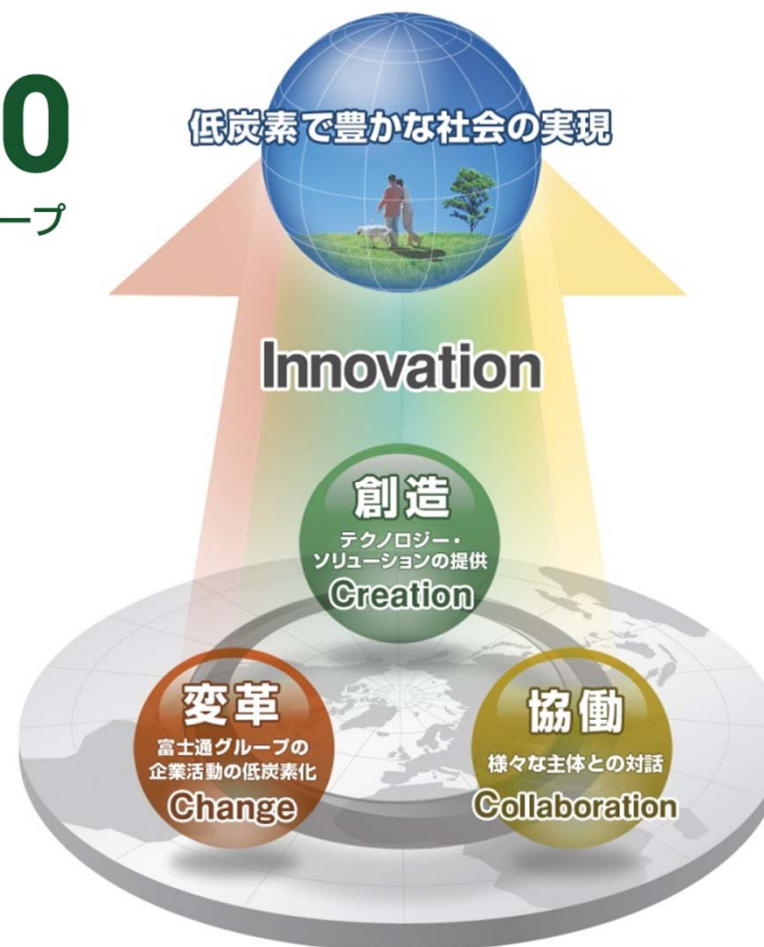 0
ープ
低炭素で豊かな社会の実現
Innovation
創造
テクノロジー・
ソリューションの提供
Creation
変革
富士通グループの
企業活動の低炭素化
Change
協働
様々な主体との対話
Collaboration